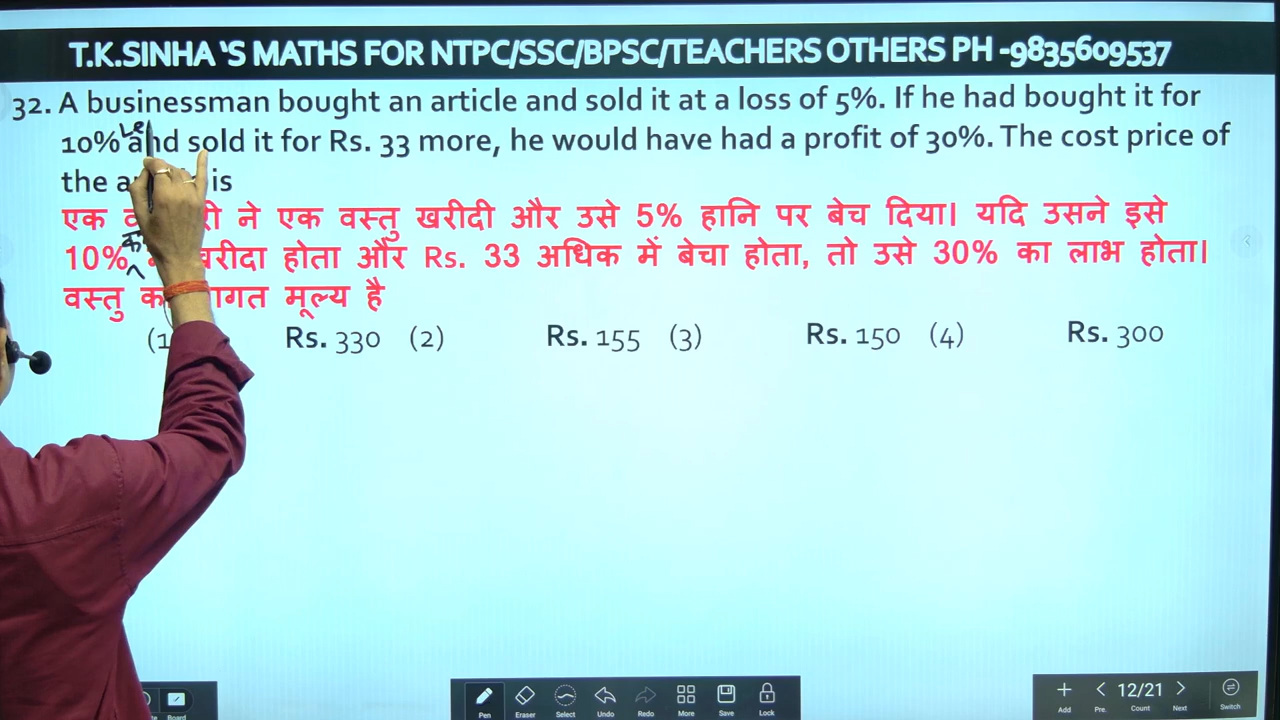 T.K.SINHA 'S MATHS FOR NTPC/SSC/BPSC/TEACHERS OTHERS PH -9835609537
32. A businessman bought an article and sold it at a loss of 5%. If he had bought it for
10% and sold it for Rs. 33 more, he would have had a profit of 30%. The cost price of
the is
एक ने एक वस्तु खरीदी और उसे 5% हानि पर बेच दिया। यदि उसने इसे
10% होता और Rs. 33 अधिक में बेचा होता, तो उसे 30% का लाभ होता।
वस्तु मूल्य है
(1 Rs. 330 (2) Rs. 155 (3) Rs. 150 (4) Rs. 300
Board Pen Eraser Select Undo Redo More Save Lock Add Pre. 12/21 Count Next Switch